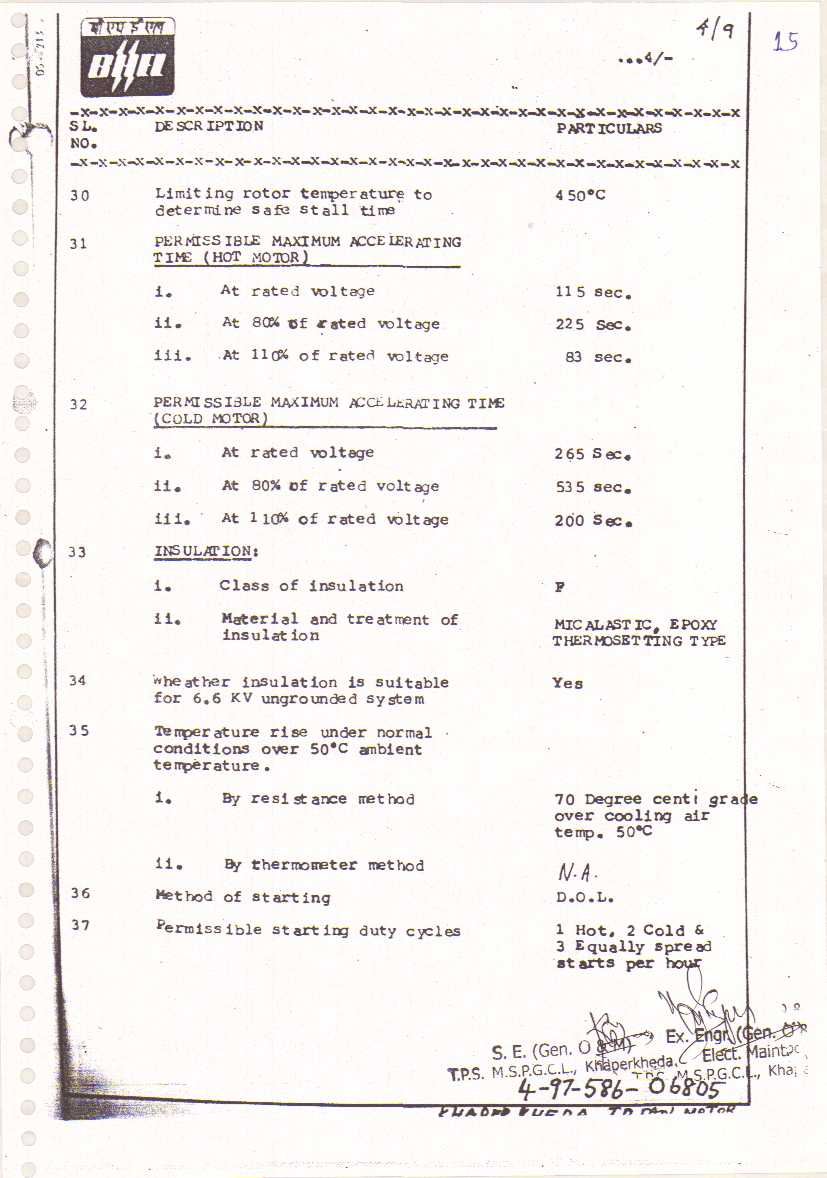 4/9
15
...4/-
बीएचईएल
BHEL
-x-x-x-x-x-x-x-x-x-x-x-x-x-x-x-x-x-x-x-x-x-x-x-x-x-x-x-x-x-x-x-x-x-x
SL. DESCRIPTION PARTICULARS
NO.
-x-x-x-x-x-x-x-x-x-x-x-x-x-x-x-x-x-x-x-x-x-x-x-x-x-x-x-x-x-x-x-x-x-x
30 Limiting rotor temperature to 450°C
determine safe stall time
31 PERMISSIBLE MAXIMUM ACCELERATING
TIME (HOT MOTOR)
i. At rated voltage 115 sec.
ii. At 80% of rated voltage 225 Sec.
iii. At 110% of rated voltage 83 sec.
32 PERMISSIBLE MAXIMUM ACCELERATING TIME
(COLD MOTOR)
i. At rated voltage 265 Sec.
ii. At 80% of rated voltage 535 sec.
iii. At 110% of rated voltage 200 Sec.
33 INSULATION:
i. Class of insulation F
ii. Material and treatment of MICALASTIC, EPOXY
insulation THERMOSETTING TYPE
34 Wheather insulation is suitable Yes
for 6.6 KV ungrounded system
35 Temperature rise under normal
conditions over 50°C ambient
temperature.
i. By resistance method 70 Degree centi grade
over cooling air
temp. 50°C
ii. By thermometer method N.A.
36 Method of starting D.O.L.
37 Permissible starting duty cycles 1 Hot, 2 Cold &
3 Equally spread
starts per hour
S. E. (Gen. O & M) Ex. Engr. (Gen. O
T.P.S. M.S.P.G.C.L., Khaperkheda. Elect. Maint
M.S.P.G.C.L., Kha
4-97-586-06805
KHAPER KHEDA ID FAN MOTOR